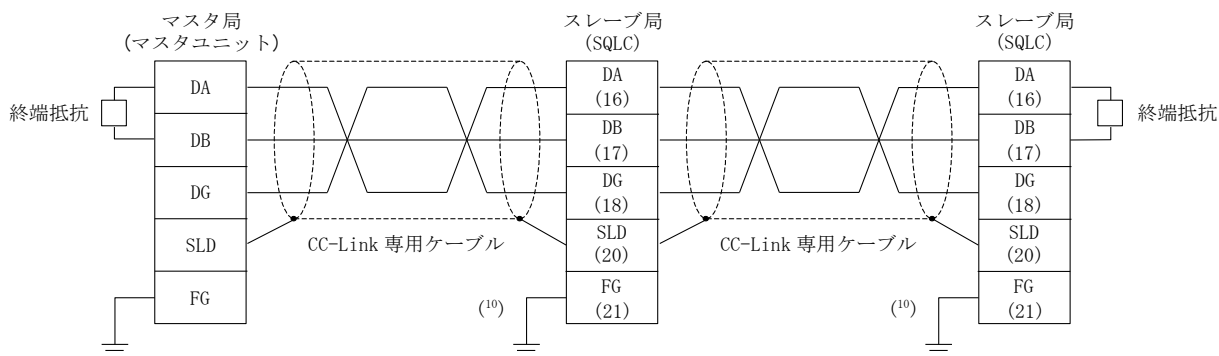 マスタ局
(マスタユニット)
スレーブ局
(SQLC)
スレーブ局
(SQLC)
終端抵抗
DA
DB
DG
SLD
FG
CC-Link 専用ケーブル
DA
(16)
DB
(17)
DG
(18)
SLD
(20)
FG
(21)
(10)
CC-Link 専用ケーブル
DA
(16)
DB
(17)
DG
(18)
SLD
(20)
FG
(21)
(10)
終端抵抗